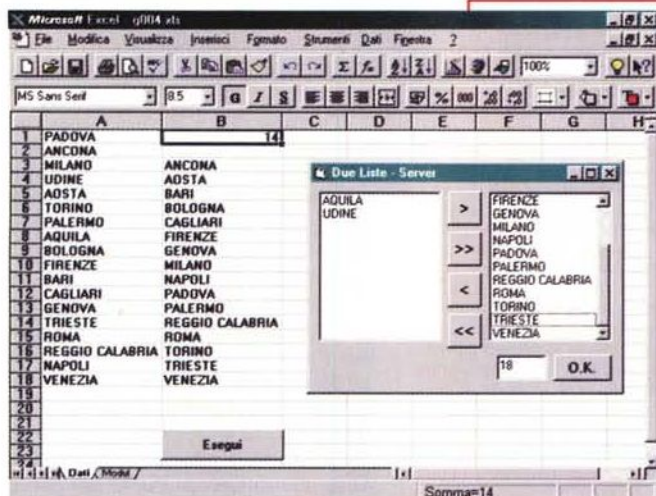 Microsoft Excel - g004.xls
File Modifica Visualizza Inserisci Formato Strumenti Dati Finestra ?
100%
MS Sans Serif 8.5 G I S % 000
A B C D E F G H
1 PADOVA 14
2 ANCONA
3 MILANO ANCONA
4 UDINE AOSTA
5 AOSTA BARI
6 TORINO BOLOGNA
7 PALERMO CAGLIARI
8 AQUILA FIRENZE
9 BOLOGNA GENOVA
10 FIRENZE MILANO
11 BARI NAPOLI
12 CAGLIARI PADOVA
13 GENOVA PALERMO
14 TRIESTE REGGIO CALABRIA
15 ROMA ROMA
16 REGGIO CALABRIA TORINO
17 NAPOLI TRIESTE
18 VENEZIA VENEZIA
19
20
21
22
23
24
Esegui
Due Liste - Server
AQUILA
UDINE
>
>>
<
<<
FIRENZE
GENOVA
MILANO
NAPOLI
PADOVA
PALERMO
REGGIO CALABRIA
ROMA
TORINO
TRIESTE
VENEZIA
18 O.K.
Dati / Modul /
Somma=14